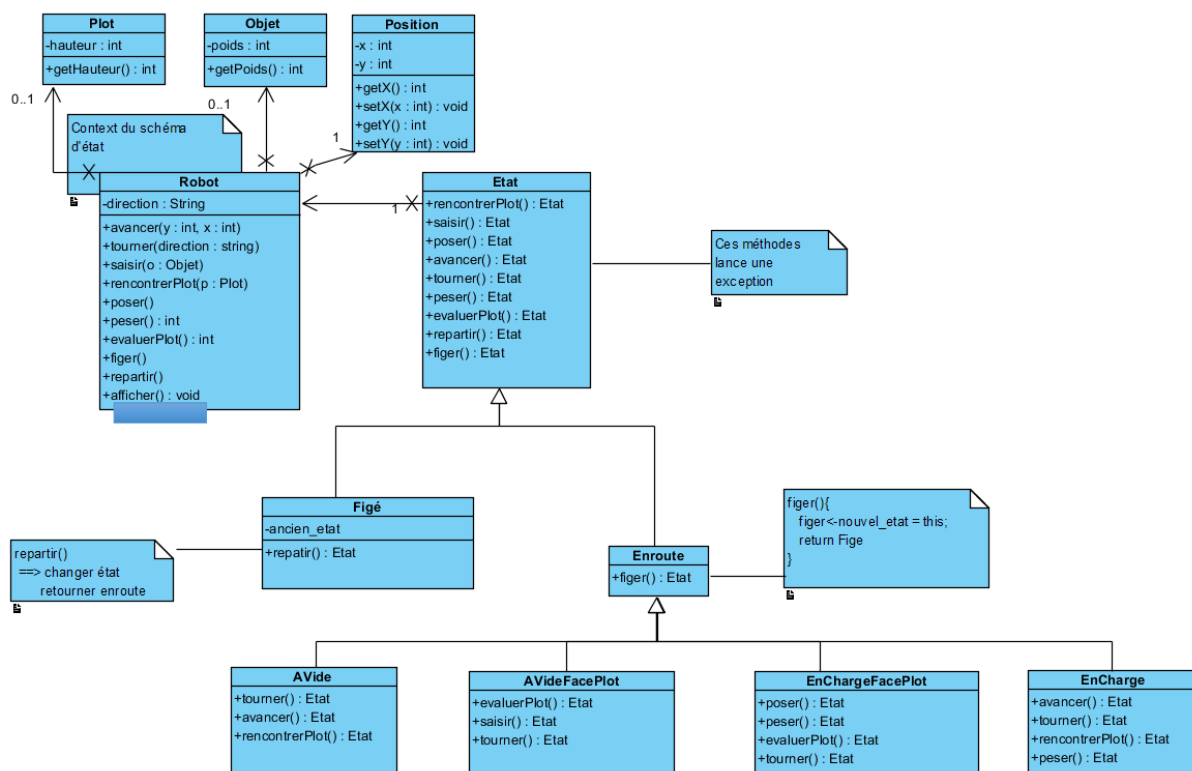 Plot
-hauteur : int
+getHauteur() : int
Objet
-poids : int
+getPoids() : int
Position
-x : int
-y : int
+getX() : int
+setX(x : int) : void
+getY() : int
+setY(y : int) : void
0..1
0..1
1
Context du schéma
d'état
Robot
-direction : String
+avancer(y : int, x : int)
+tourner(direction : string)
+saisir(o : Objet)
+rencontrerPlot(p : Plot)
+poser()
+peser() : int
+evaluerPlot() : int
+figer()
+repartir()
+afficher() : void
1
Etat
+rencontrerPlot() : Etat
+saisir() : Etat
+poser() : Etat
+avancer() : Etat
+tourner() : Etat
+peser() : Etat
+evaluerPlot() : Etat
+repartir() : Etat
+figer() : Etat
Ces méthodes
lance une
exception
Figé
-ancien_etat
+repatir() : Etat
repartir()
==> changer état
retourner enroute
Enroute
+figer() : Etat
figer(){
figer<-nouvel_etat = this;
return Fige
}
AVide
+tourner() : Etat
+avancer() : Etat
+rencontrerPlot() : Etat
AVideFacePlot
+evaluerPlot() : Etat
+saisir() : Etat
+tourner() : Etat
EnChargeFacePlot
+poser() : Etat
+peser() : Etat
+evaluerPlot() : Etat
+tourner() : Etat
EnCharge
+avancer() : Etat
+tourner() : Etat
+rencontrerPlot() : Etat
+peser() : Etat